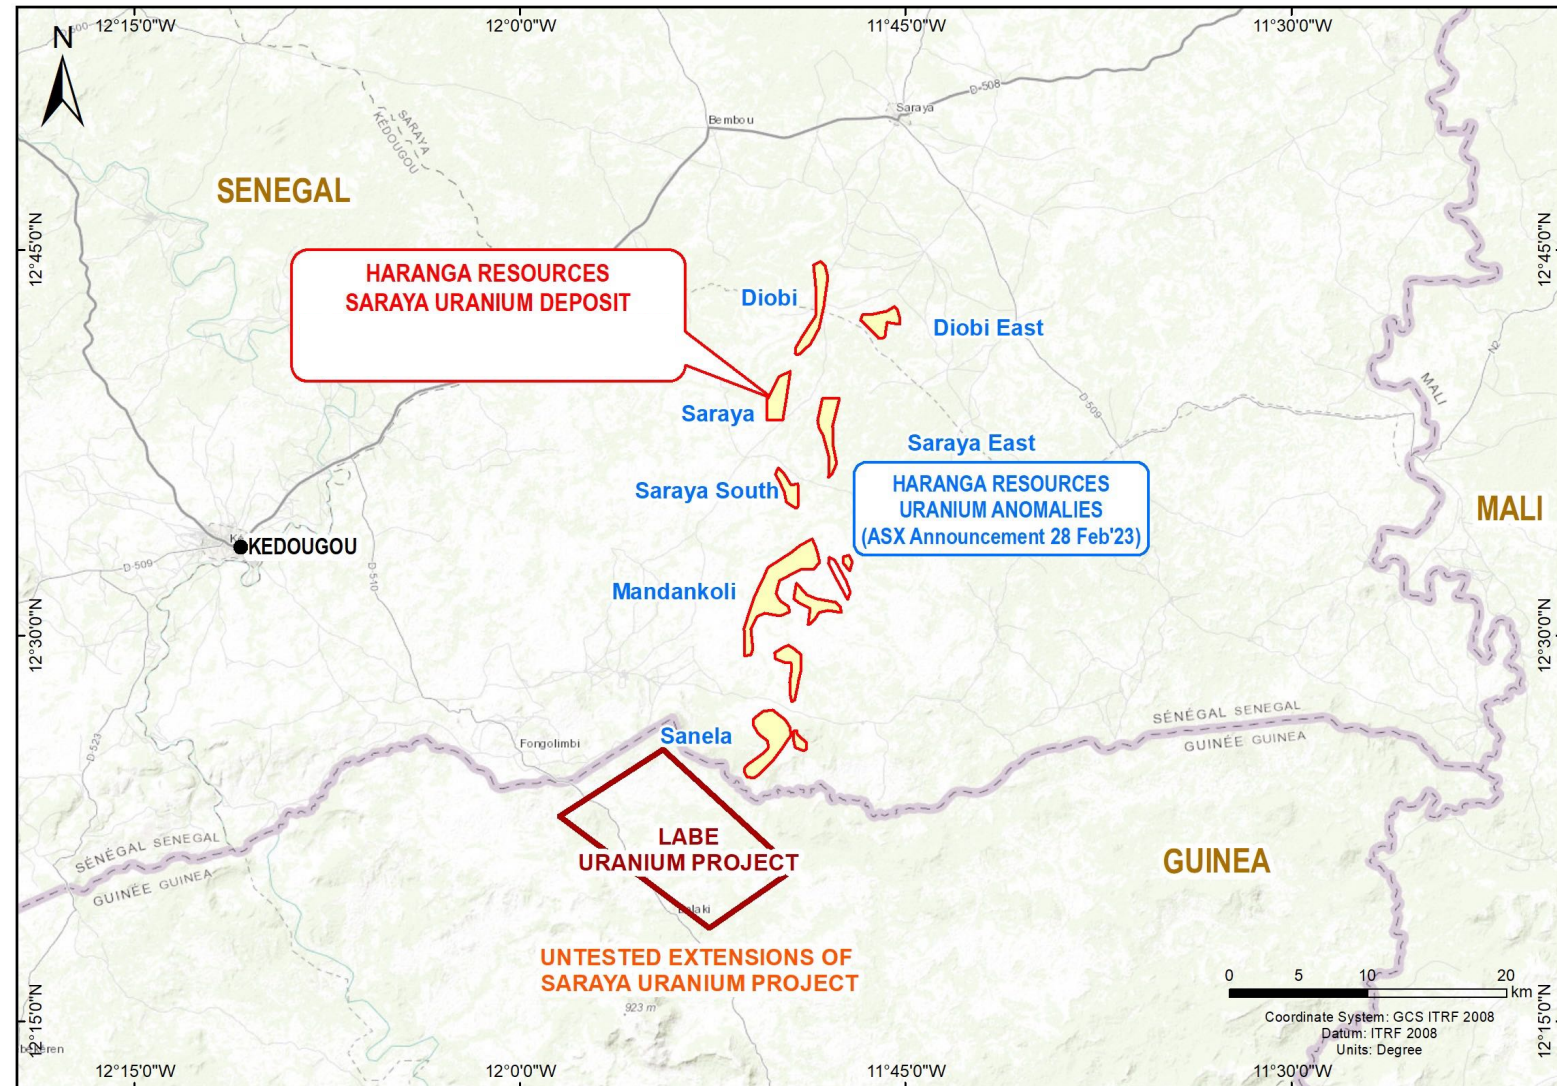 12°15'0"W
12°0'0"W
11°45'0"W
11°30'0"W
N
D-508
Saraya
Bembou
SARAYA
KÉDOUGOU
SENEGAL
12°45'0"N
12°45'0"N
HARANGA RESOURCES
SARAYA URANIUM DEPOSIT
Diobi
Diobi East
N2
MALI
D-509
Saraya
Saraya East
Saraya South
HARANGA RESOURCES
URANIUM ANOMALIES
(ASX Announcement 28 Feb'23)
MALI
KEDOUGOU
D-509
D-510
Mandankoli
12°30'0"N
12°30'0"N
SÉNÉGAL SENEGAL
GUINÉE GUINEA
D-523
Fongolimbi
Sanela
LABE
URANIUM PROJECT
GUINEA
SÉNÉGAL SENEGAL
GUINÉE GUINEA
UNTESTED EXTENSIONS OF
SARAYA URANIUM PROJECT
923 m
0 5 10 20
km
Coordinate System: GCS ITRF 2008
Datum: ITRF 2008
Units: Degree
12°15'0"N
12°15'0"N
12°15'0"W
12°0'0"W
11°45'0"W
11°30'0"W